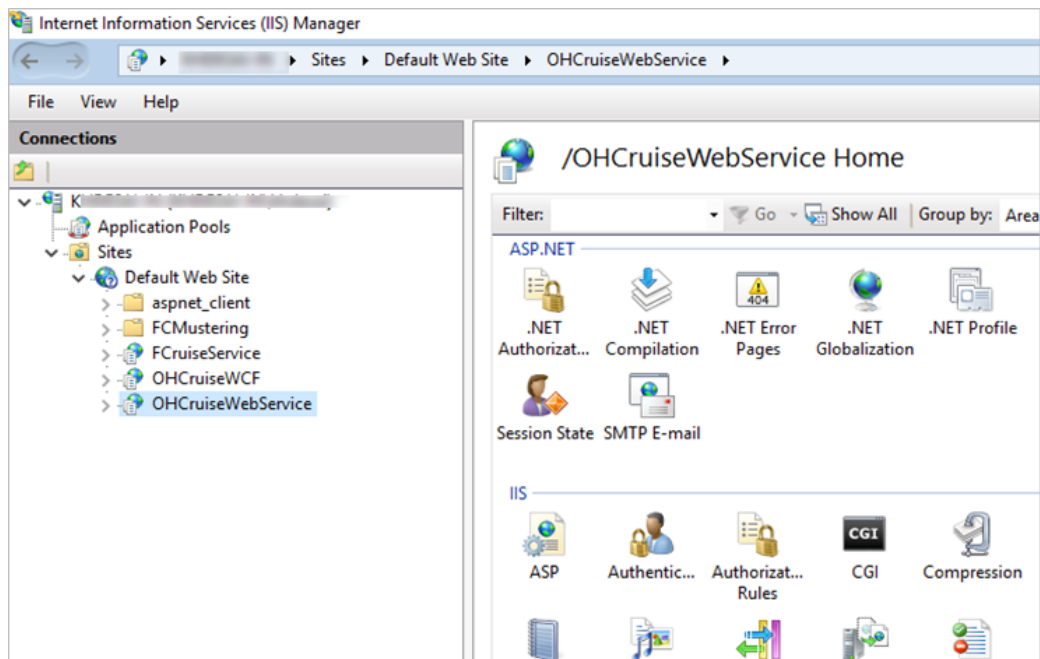 Internet Information Services (IIS) Manager
Sites Default Web Site OHCruiseWebService
File View Help
Connections
K
Application Pools
Sites
Default Web Site
aspnet_client
FCMustering
FCruiseService
OHCruiseWCF
OHCruiseWebService
/OHCruiseWebService Home
Filter: Go Show All Group by: Area
ASP.NET
.NET Authorizat...
.NET Compilation
.NET Error Pages
.NET Globalization
.NET Profile
Session State
SMTP E-mail
IIS
ASP
Authentic...
Authorizat... Rules
CGI
Compression